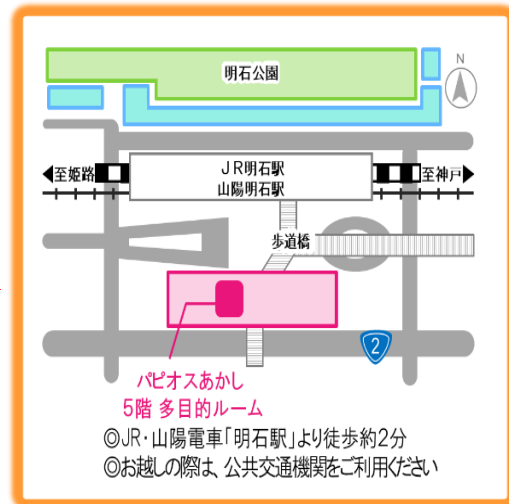 明石公園
N
JR明石駅
山陽明石駅
至姫路
至神戸
歩道橋
2
パピオスあかし
5階 多目的ルーム
◎JR・山陽電車「明石駅」より徒歩約2分
◎お越しの際は、公共交通機関をご利用ください